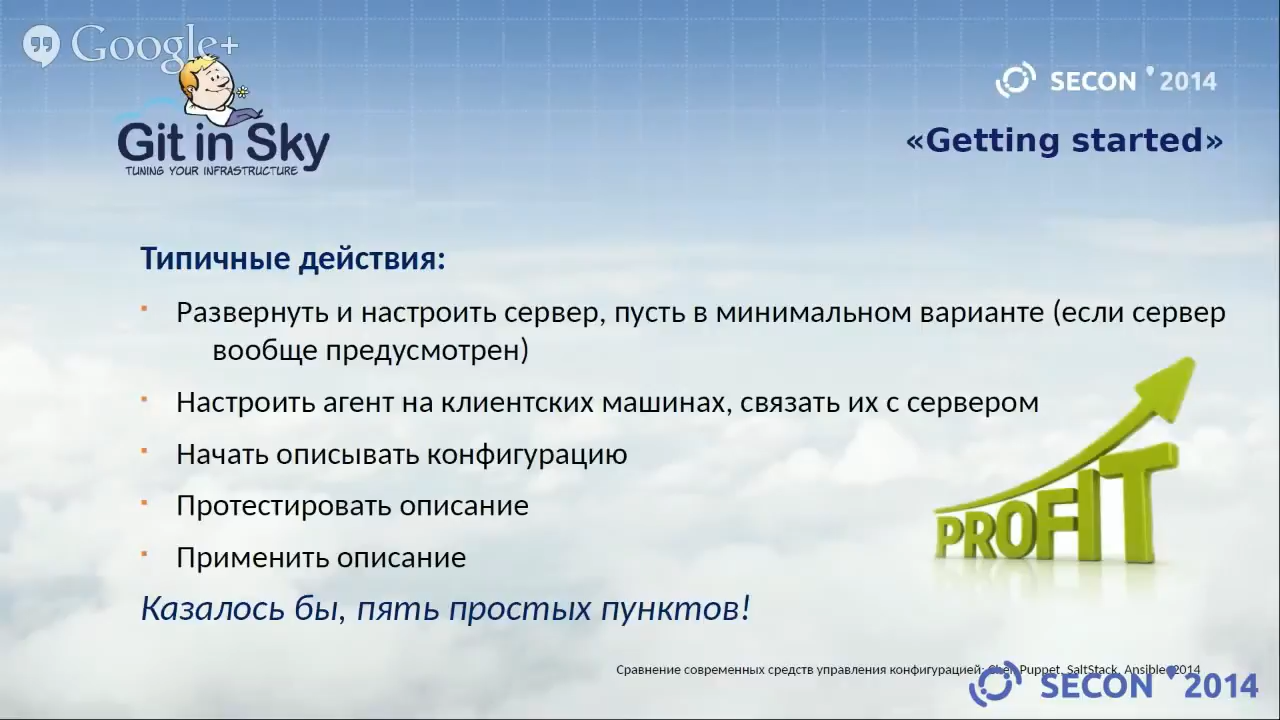 Google+
SECON 2014
Git in Sky
TUNING YOUR INFRASTRUCTURE
«Getting started»
Типичные действия:
Развернуть и настроить сервер, пусть в минимальном варианте (если сервер
вообще предусмотрен)
Настроить агент на клиентских машинах, связать их с сервером
Начать описывать конфигурацию
Протестировать описание
Применить описание
Казалось бы, пять простых пунктов!
PROFIT
Сравнение современных средств управления конфигурацией: Chef, Puppet, SaltStack, Ansible, 2014
SECON 2014